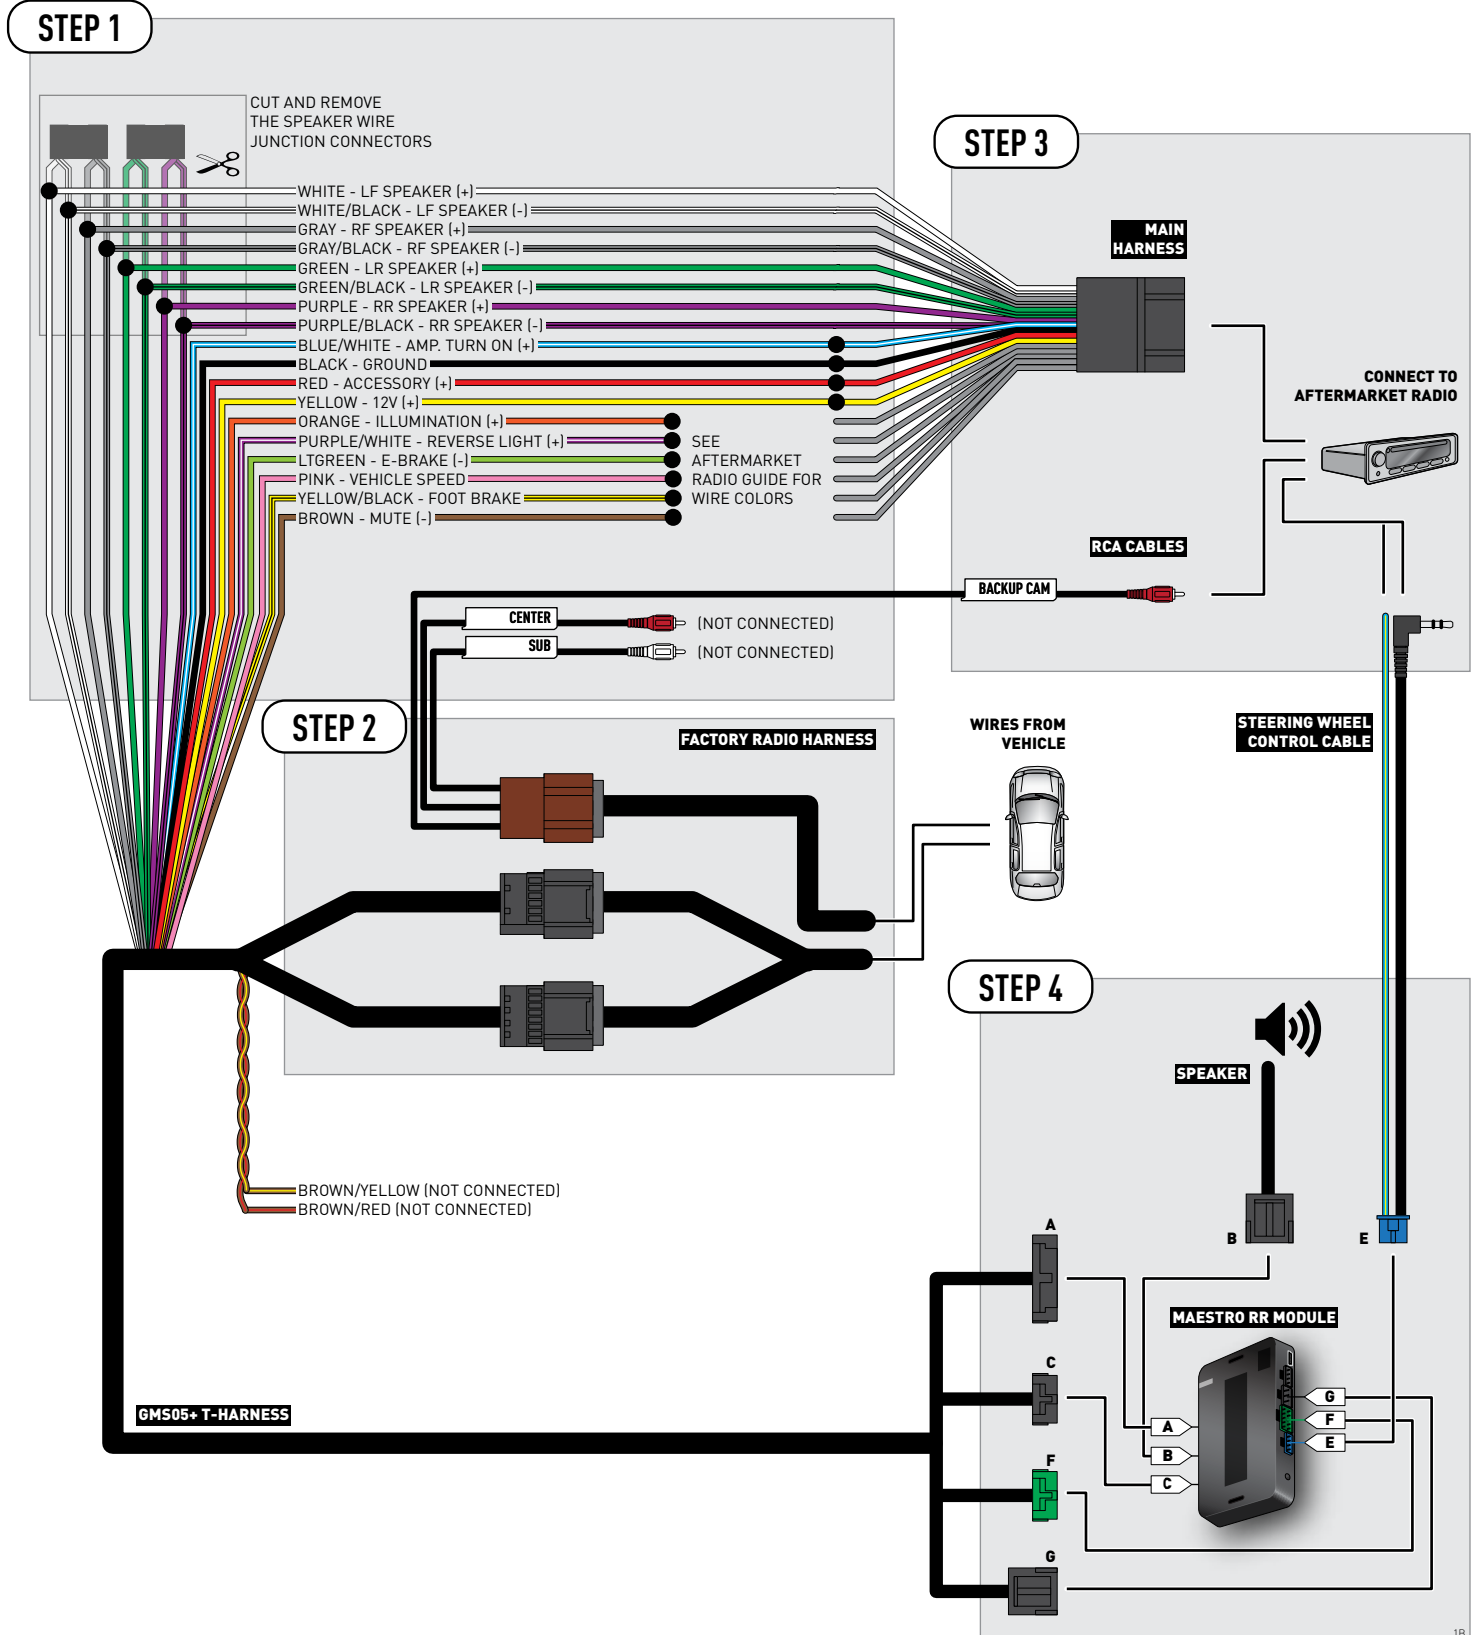 STEP 1
CUT AND REMOVE
THE SPEAKER WIRE
JUNCTION CONNECTORS
WHITE - LF SPEAKER (+)
WHITE/BLACK - LF SPEAKER (-)
GRAY - RF SPEAKER (+)
GRAY/BLACK - RF SPEAKER (-)
GREEN - LR SPEAKER (+)
GREEN/BLACK - LR SPEAKER (-)
PURPLE - RR SPEAKER (+)
PURPLE/BLACK - RR SPEAKER (-)
BLUE/WHITE - AMP. TURN ON (+)
BLACK - GROUND
RED - ACCESSORY (+)
YELLOW - 12V (+)
ORANGE - ILLUMINATION (+)
PURPLE/WHITE - REVERSE LIGHT (+)
LTGREEN - E-BRAKE (-)
PINK - VEHICLE SPEED
YELLOW/BLACK - FOOT BRAKE
BROWN - MUTE (-)
SEE
AFTERMARKET
RADIO GUIDE FOR
WIRE COLORS
CENTER
(NOT CONNECTED)
SUB
(NOT CONNECTED)
STEP 3
MAIN
HARNESS
CONNECT TO
AFTERMARKET RADIO
RCA CABLES
BACKUP CAM
STEP 2
FACTORY RADIO HARNESS
WIRES FROM
VEHICLE
STEERING WHEEL
CONTROL CABLE
BROWN/YELLOW (NOT CONNECTED)
BROWN/RED (NOT CONNECTED)
GMS05+ T-HARNESS
STEP 4
SPEAKER
B
E
A
C
F
G
MAESTRO RR MODULE
A
B
C
G
F
E
1B